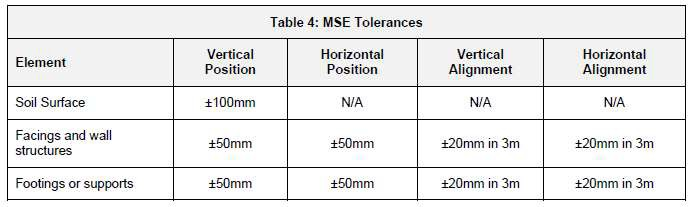 Table 4: MSE Tolerances
Element Vertical Position Horizontal Position Vertical Alignment Horizontal Alignment
Soil Surface ±100mm N/A N/A N/A
Facings and wall structures ±50mm ±50mm ±20mm in 3m ±20mm in 3m
Footings or supports ±50mm ±50mm ±20mm in 3m ±20mm in 3m